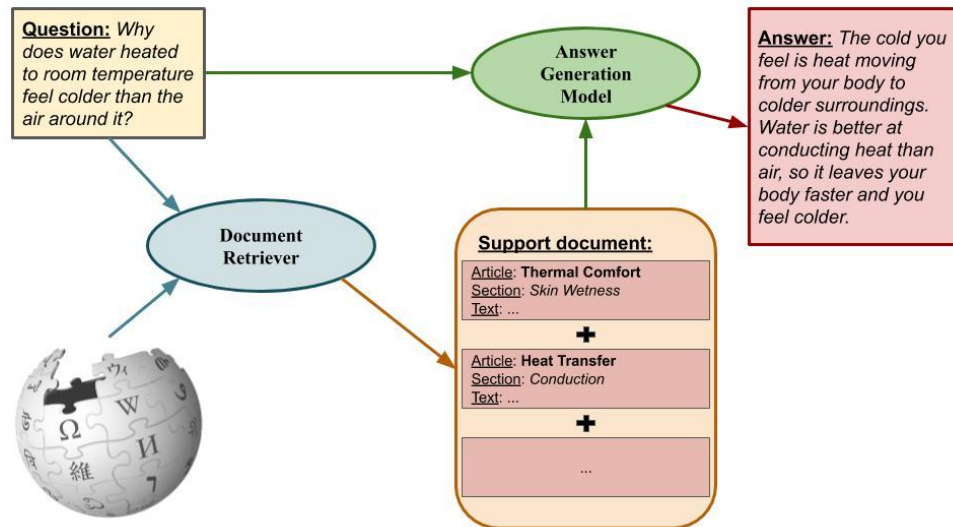 Question: Why
does water heated
to room temperature
feel colder than the
air around it?
Answer
Generation
Model
Answer: The cold you
feel is heat moving
from your body to
colder surroundings.
Water is better at
conducting heat than
air, so it leaves your
body faster and you
feel colder.
Document
Retriever
Support document:
Article: Thermal Comfort
Section: Skin Wetness
Text: ...
+
Article: Heat Transfer
Section: Conduction
Text: ...
+
...
Ω
W
維
И
7